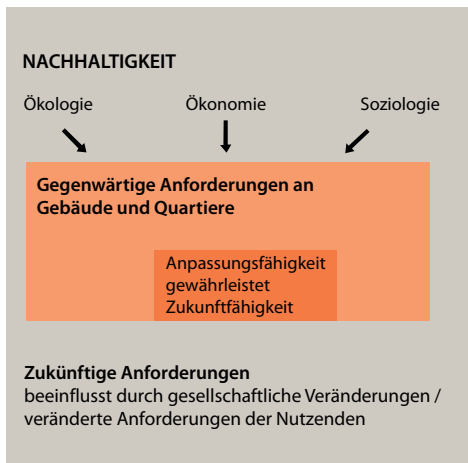 NACHHALTIGKEIT
Ökologie Ökonomie Soziologie
Gegenwärtige Anforderungen an
Gebäude und Quartiere
Anpassungsfähigkeit
gewährleistet
Zukunftfähigkeit
Zukünftige Anforderungen
beeinflusst durch gesellschaftliche Veränderungen /
veränderte Anforderungen der Nutzenden